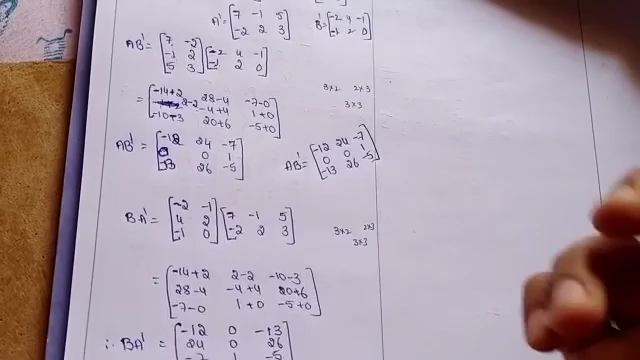 A' = [7 -1 5 B' = [-2 4 -1
-2 2 3] -1 2 0]
AB' = [7 -2 [-2 4 -1
-1 2 -1 2 0]
5 3]
= [-14+2 28-4 -7-0 3×2 2×3
2-2 -4+4 1+0 3×3
-10-3 20+6 -5+0]
AB' = [-12 24 -7 AB' = [-12 24 -7
0 0 1 0 0 1
-13 26 -5] -13 26 -5]
BA' = [-2 -1 [7 -1 5 3×2 2×3
4 2 -2 2 3] 3×3
-1 0]
= [-14+2 2-2 -10-3
28-4 -4+4 20+6
-7-0 1+0 -5+0]
∴ BA' = [-12 0 -13
24 0 26
-7 1 -5